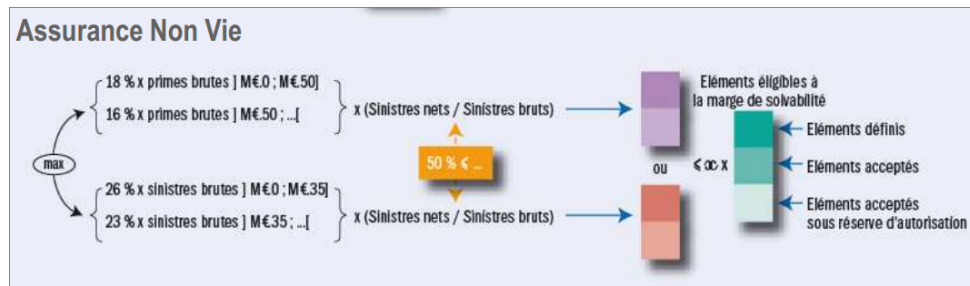 Assurance Non Vie
18 % x primes brutes ] M€.0 ; M€.50]
16 % x primes brutes ] M€.50 ; ...[
x (Sinistres nets / Sinistres bruts)
max
50 % ⩽ ...
26 % x sinistres brutes ] M€.0 ; M€.35]
23 % x sinistres brutes ] M€.35 ; ...[
x (Sinistres nets / Sinistres bruts)
ou
Eléments éligibles à
la marge de solvabilité
⩽ x
Eléments définis
Eléments acceptés
Eléments acceptés
sous réserve d'autorisation